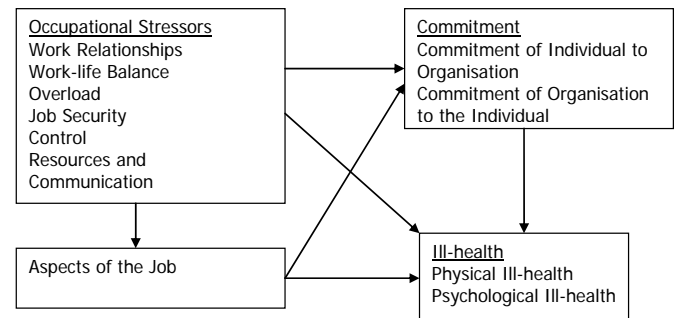 Occupational Stressors
Work Relationships
Work-life Balance
Overload
Job Security
Control
Resources and
Communication
Commitment
Commitment of Individual to
Organisation
Commitment of Organisation
to the Individual
Aspects of the Job
Ill-health
Physical Ill-health
Psychological Ill-health